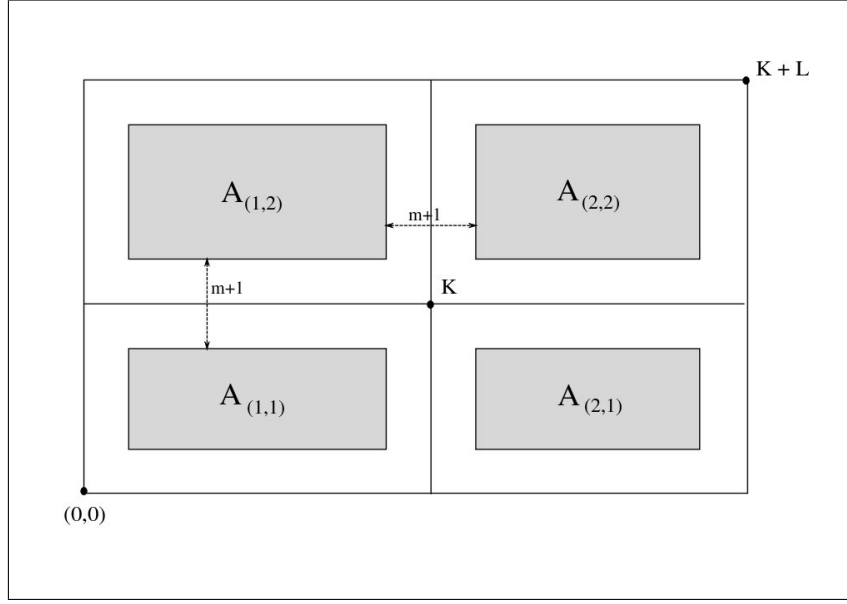 K + L
A(1,2)
A(2,2)
m+1
m+1
K
A(1,1)
A(2,1)
(0,0)